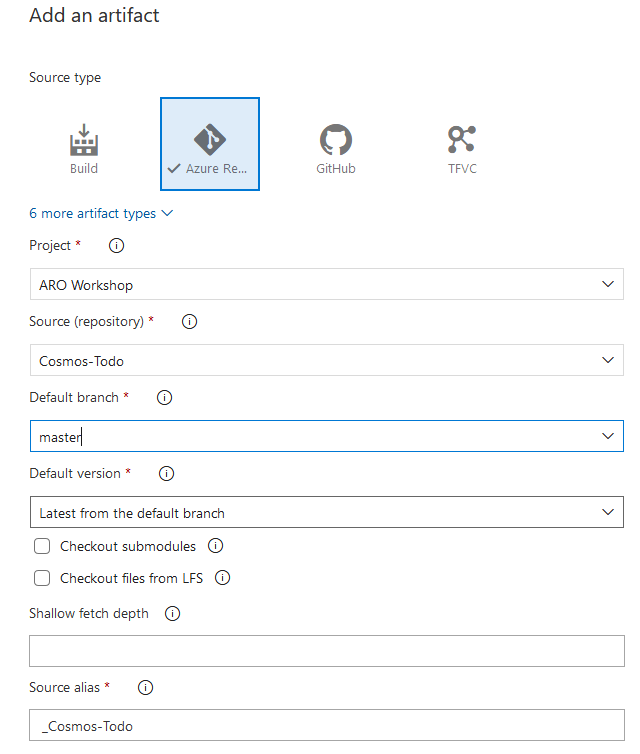 Add an artifact
Source type
Build
Azure Re...
GitHub
TFVC
6 more artifact types
Project *
ARO Workshop
Source (repository) *
Cosmos-Todo
Default branch *
master
Default version *
Latest from the default branch
Checkout submodules
Checkout files from LFS
Shallow fetch depth
Source alias *
_Cosmos-Todo